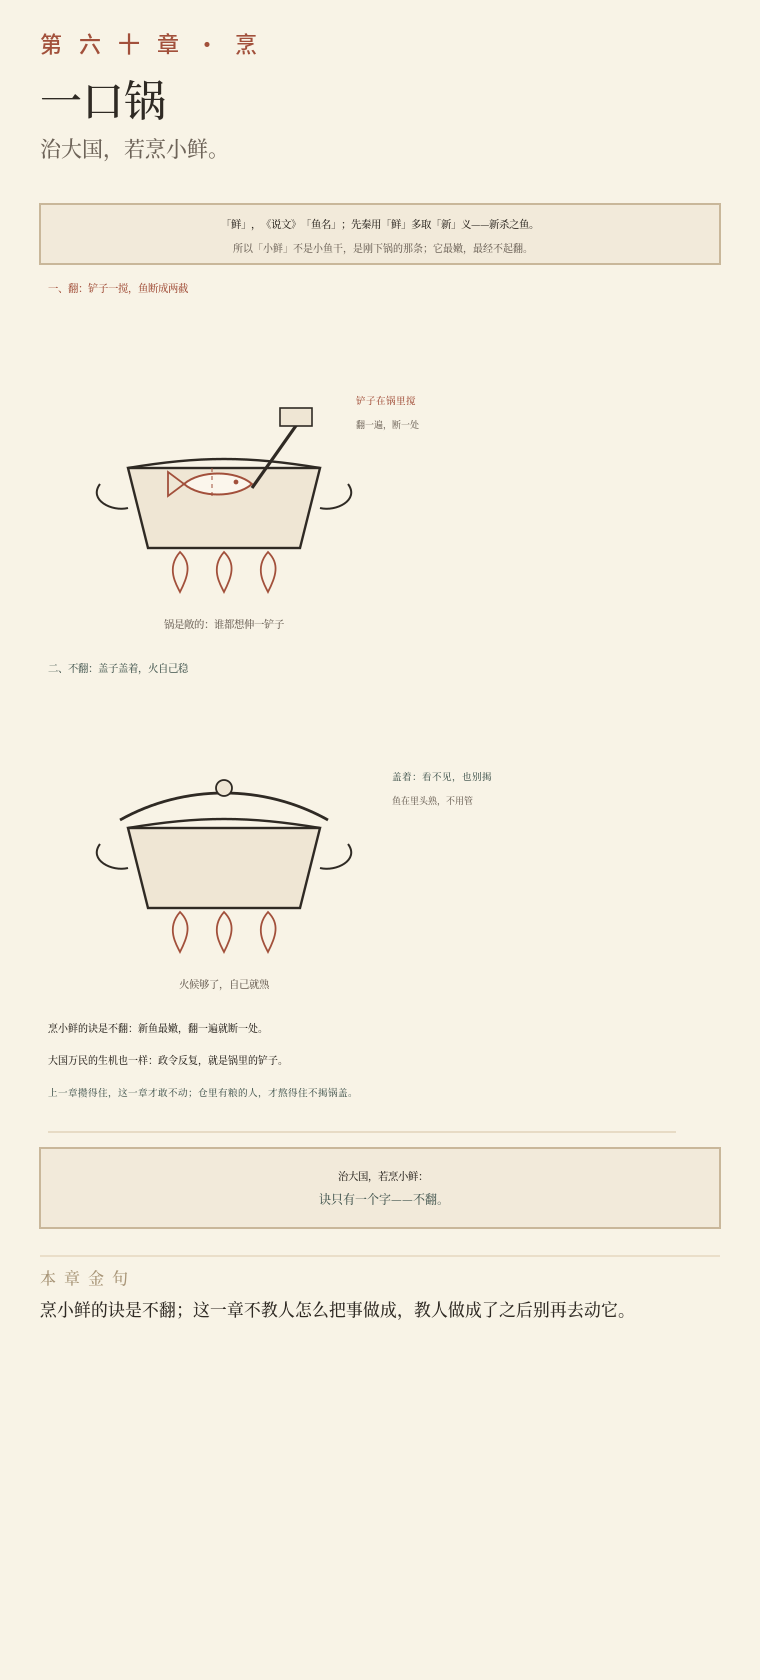 第六十章·烹
一口锅
治大国，若烹小鲜。
「鲜」，《说文》「鱼名」；先秦用「鲜」多取「新」义——新杀之鱼。
所以「小鲜」不是小鱼干，是刚下锅的那条；它最嫩，最经不起翻。
一、翻：铲子一搅，鱼断成两截
铲子在锅里搅
翻一遍，断一处
锅是敞的：谁都想伸一铲子
二、不翻：盖子盖着，火自己稳
盖着：看不见，也别揭
鱼在里头熟，不用管
火候够了，自己就熟
烹小鲜的诀是不翻：新鱼最嫩，翻一遍就断一处。
大国万民的生机也一样：政令反复，就是锅里的铲子。
上一章攒得住，这一章才敢不动；仓里有粮的人，才熬得住不揭锅盖。
治大国，若烹小鲜：
诀只有一个字——不翻。
本章金句
烹小鲜的诀是不翻；这一章不教人怎么把事做成，教人做成了之后别再去动它。